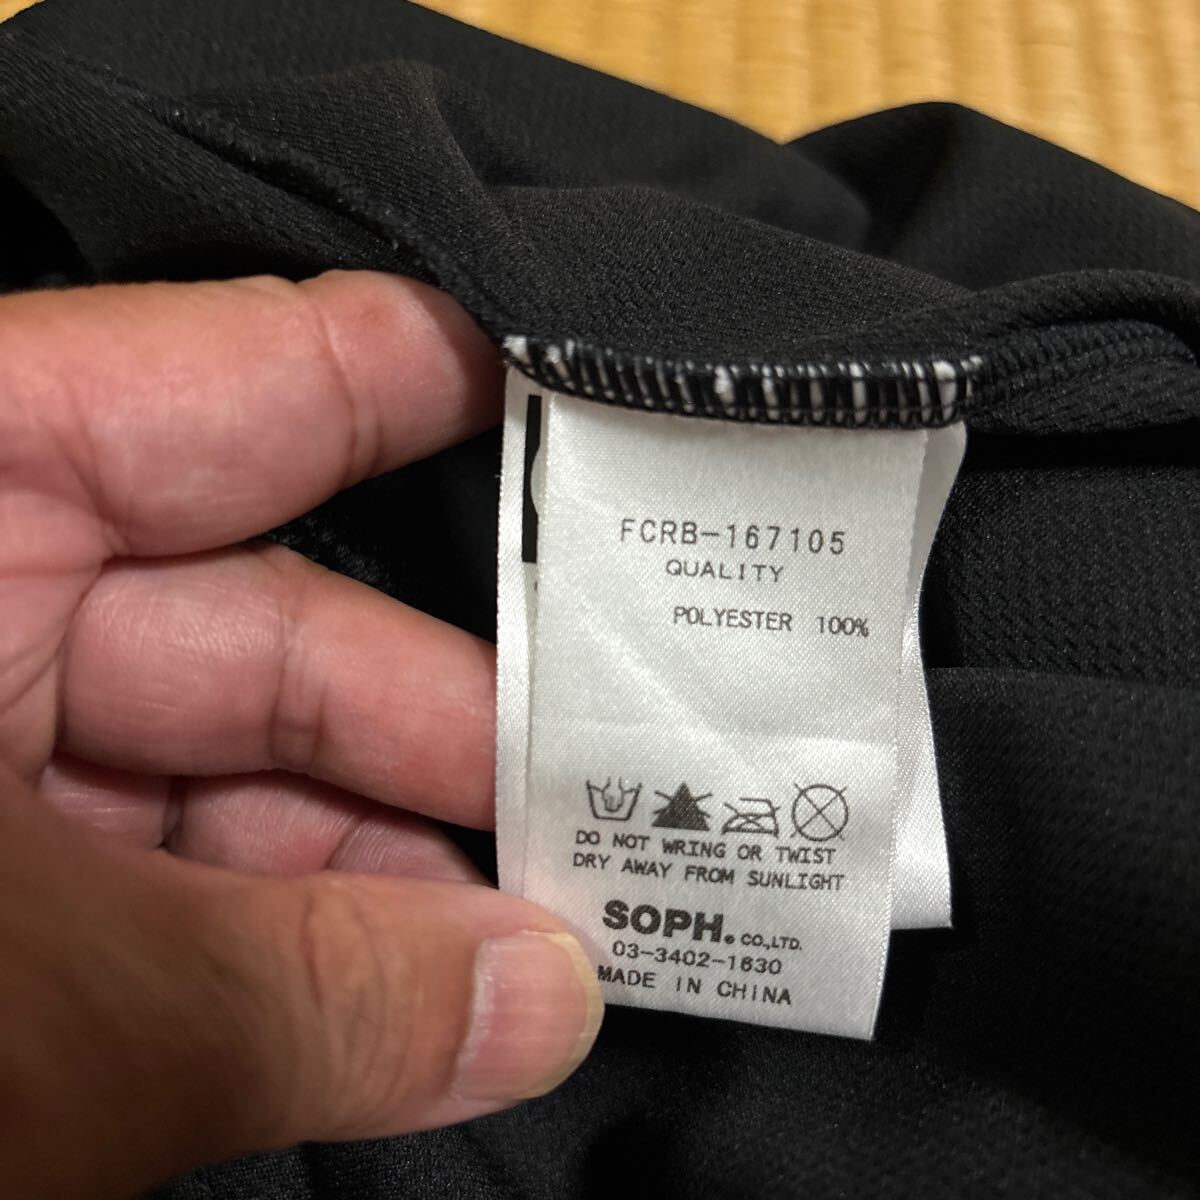 FCRB-167105
QUALITY
POLYESTER 100%
DO NOT WRING OR TWIST
DRY AWAY FROM SUNLIGHT
SOPH. CO.,LTD.
03-3402-1630
MADE IN CHINA